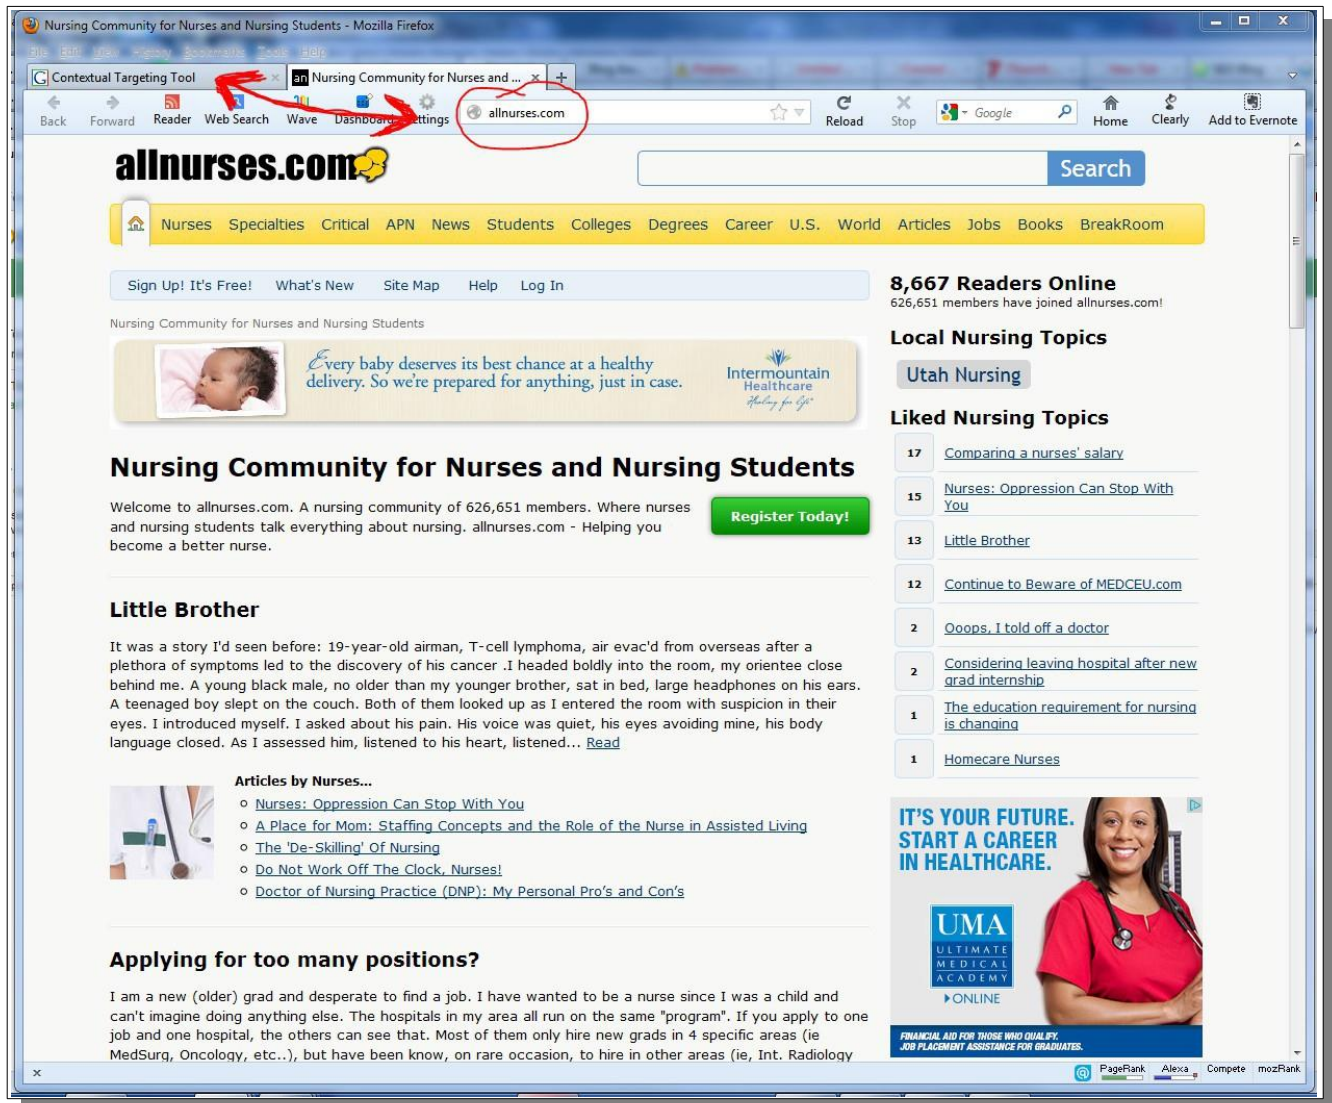 Nursing Community for Nurses and Nursing Students - Mozilla Firefox
File Edit View History Bookmarks Tools Help
Contextual Targeting Tool × an Nursing Community for Nurses and ... × +
Back Forward Reader Web Search Wave Dashboard Settings allnurses.com Reload Stop Google Home Clearly Add to Evernote
allnurses.com
Search
Nurses Specialties Critical APN News Students Colleges Degrees Career U.S. World Articles Jobs Books BreakRoom
Sign Up! It's Free! What's New Site Map Help Log In
Nursing Community for Nurses and Nursing Students
Every baby deserves its best chance at a healthy
delivery. So we're prepared for anything, just in case.
Intermountain
Healthcare
Healing for life
Nursing Community for Nurses and Nursing Students
Welcome to allnurses.com. A nursing community of 626,651 members. Where nurses
and nursing students talk everything about nursing. allnurses.com - Helping you
become a better nurse.
Register Today!
Little Brother
It was a story I'd seen before: 19-year-old airman, T-cell lymphoma, air evac'd from overseas after a
plethora of symptoms led to the discovery of his cancer .I headed boldly into the room, my orientee close
behind me. A young black male, no older than my younger brother, sat in bed, large headphones on his ears.
A teenaged boy slept on the couch. Both of them looked up as I entered the room with suspicion in their
eyes. I introduced myself. I asked about his pain. His voice was quiet, his eyes avoiding mine, his body
language closed. As I assessed him, listened to his heart, listened... Read
Articles by Nurses...
Nurses: Oppression Can Stop With You
A Place for Mom: Staffing Concepts and the Role of the Nurse in Assisted Living
The 'De-Skilling' Of Nursing
Do Not Work Off The Clock, Nurses!
Doctor of Nursing Practice (DNP): My Personal Pro's and Con's
Applying for too many positions?
I am a new (older) grad and desperate to find a job. I have wanted to be a nurse since I was a child and
can't imagine doing anything else. The hospitals in my area all run on the same "program". If you apply to one
job and one hospital, the others can see that. Most of them only hire new grads in 4 specific areas (ie
MedSurg, Oncology, etc..), but have been know, on rare occasion, to hire in other areas (ie, Int. Radiology
8,667 Readers Online
626,651 members have joined allnurses.com!
Local Nursing Topics
Utah Nursing
Liked Nursing Topics
17 Comparing a nurses' salary
15 Nurses: Oppression Can Stop With
You
13 Little Brother
12 Continue to Beware of MEDCEU.com
2 Ooops, I told off a doctor
2 Considering leaving hospital after new
grad internship
1 The education requirement for nursing
is changing
1 Homecare Nurses
IT'S YOUR FUTURE.
START A CAREER
IN HEALTHCARE.
UMA
ULTIMATE
MEDICAL
ACADEMY
ONLINE
FINANCIAL AID FOR THOSE WHO QUALIFY.
JOB PLACEMENT ASSISTANCE FOR GRADUATES.
× PageRank Alexa Compete mozRank